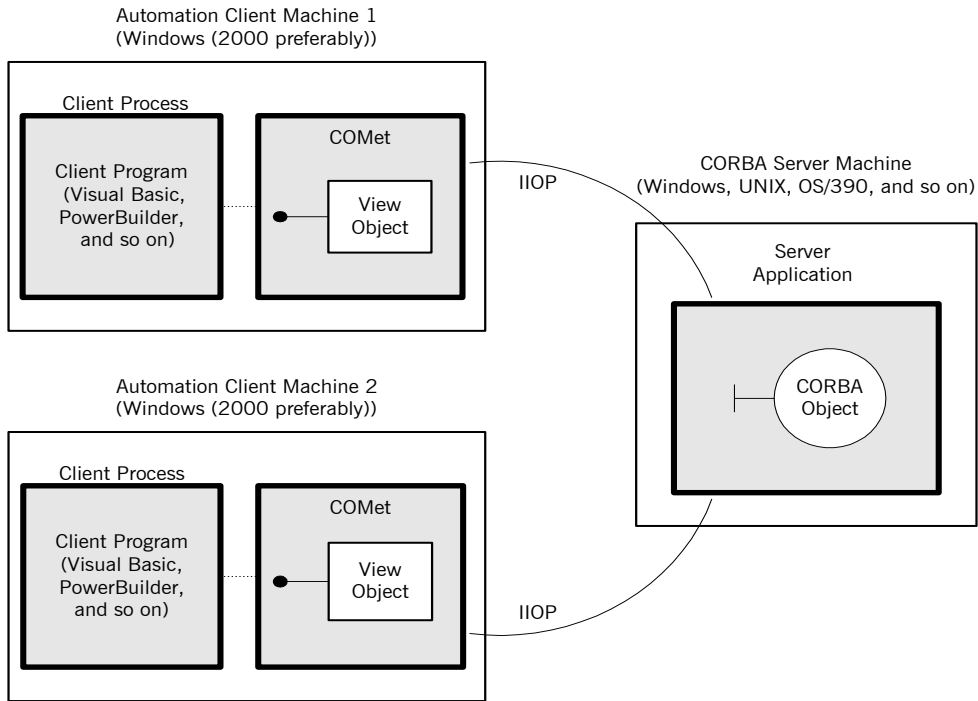 Automation Client Machine 1
(Windows (2000 preferably))
Client Process
Client Program
(Visual Basic,
PowerBuilder,
and so on)
COMet
View
Object
IIOP
CORBA Server Machine
(Windows, UNIX, OS/390, and so on)
Server
Application
CORBA
Object
Automation Client Machine 2
(Windows (2000 preferably))
Client Process
Client Program
(Visual Basic,
PowerBuilder,
and so on)
COMet
View
Object
IIOP